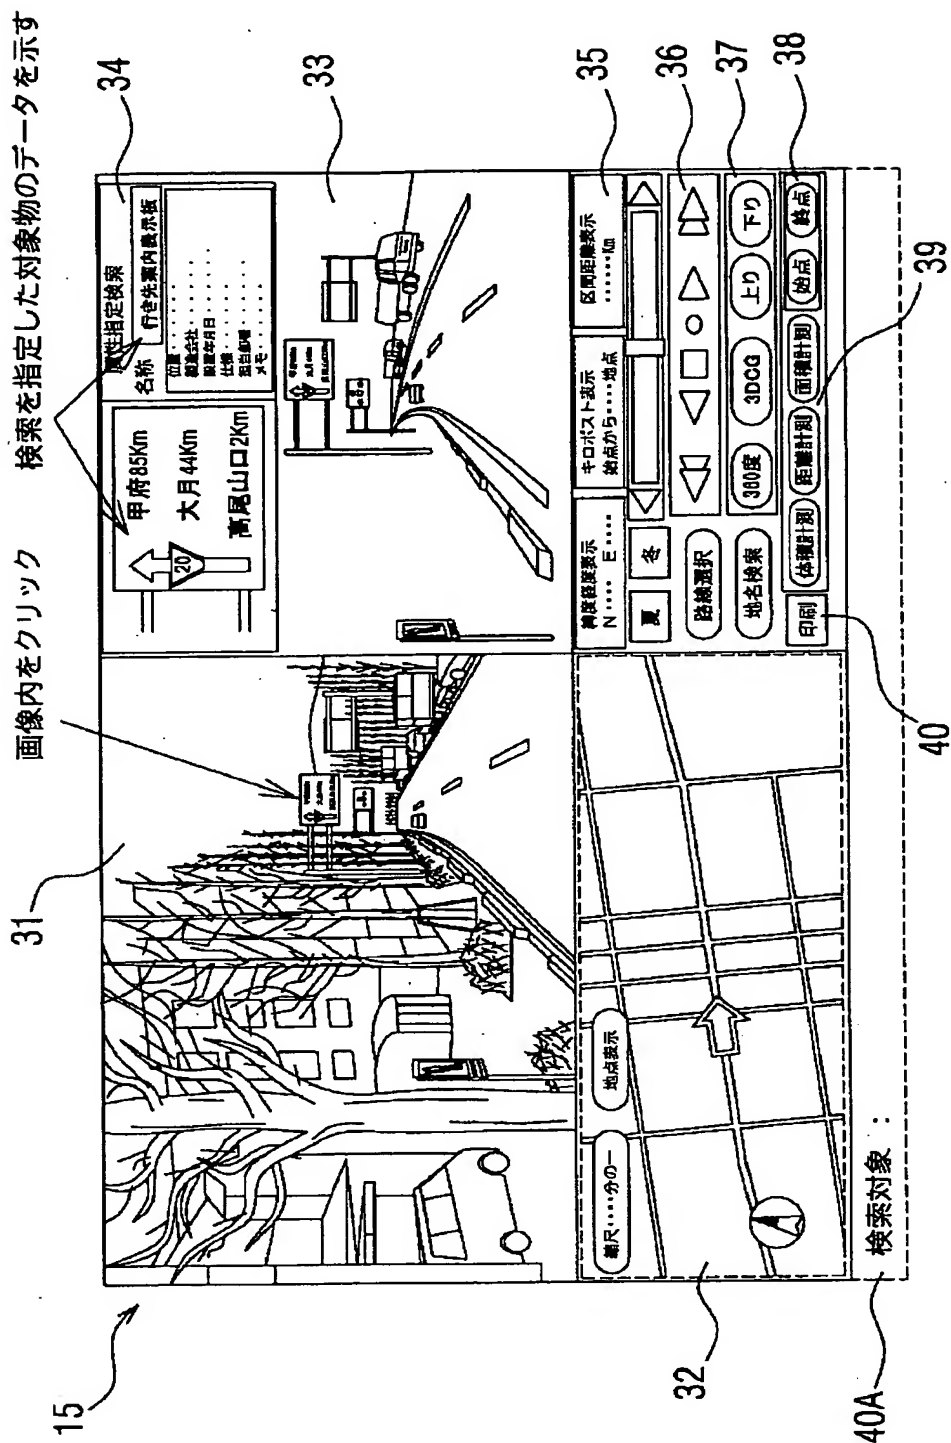 画像内をクリック
検索を指定した対象物のデータを示す
15
31
34
33
甲府85Km
大月44Km
高尾山口2Km
20
属性指定検索
名称 行き先案内表示板
位置
製造会社
設置年月日
仕様
担当部署
メモ
縮尺‥‥分の一
地点表示
緯度経度表示
N ‥‥ E ‥‥
キロポスト表示
始点から‥‥地点
区間距離表示
‥‥‥Km
35
夏
冬
路線選択
36
地名検索
360度
3DCG
上り
下り
37
印刷
体積計測
距離計測
面積計測
始点
終点
38
39
40
32
検索対象 :
40A